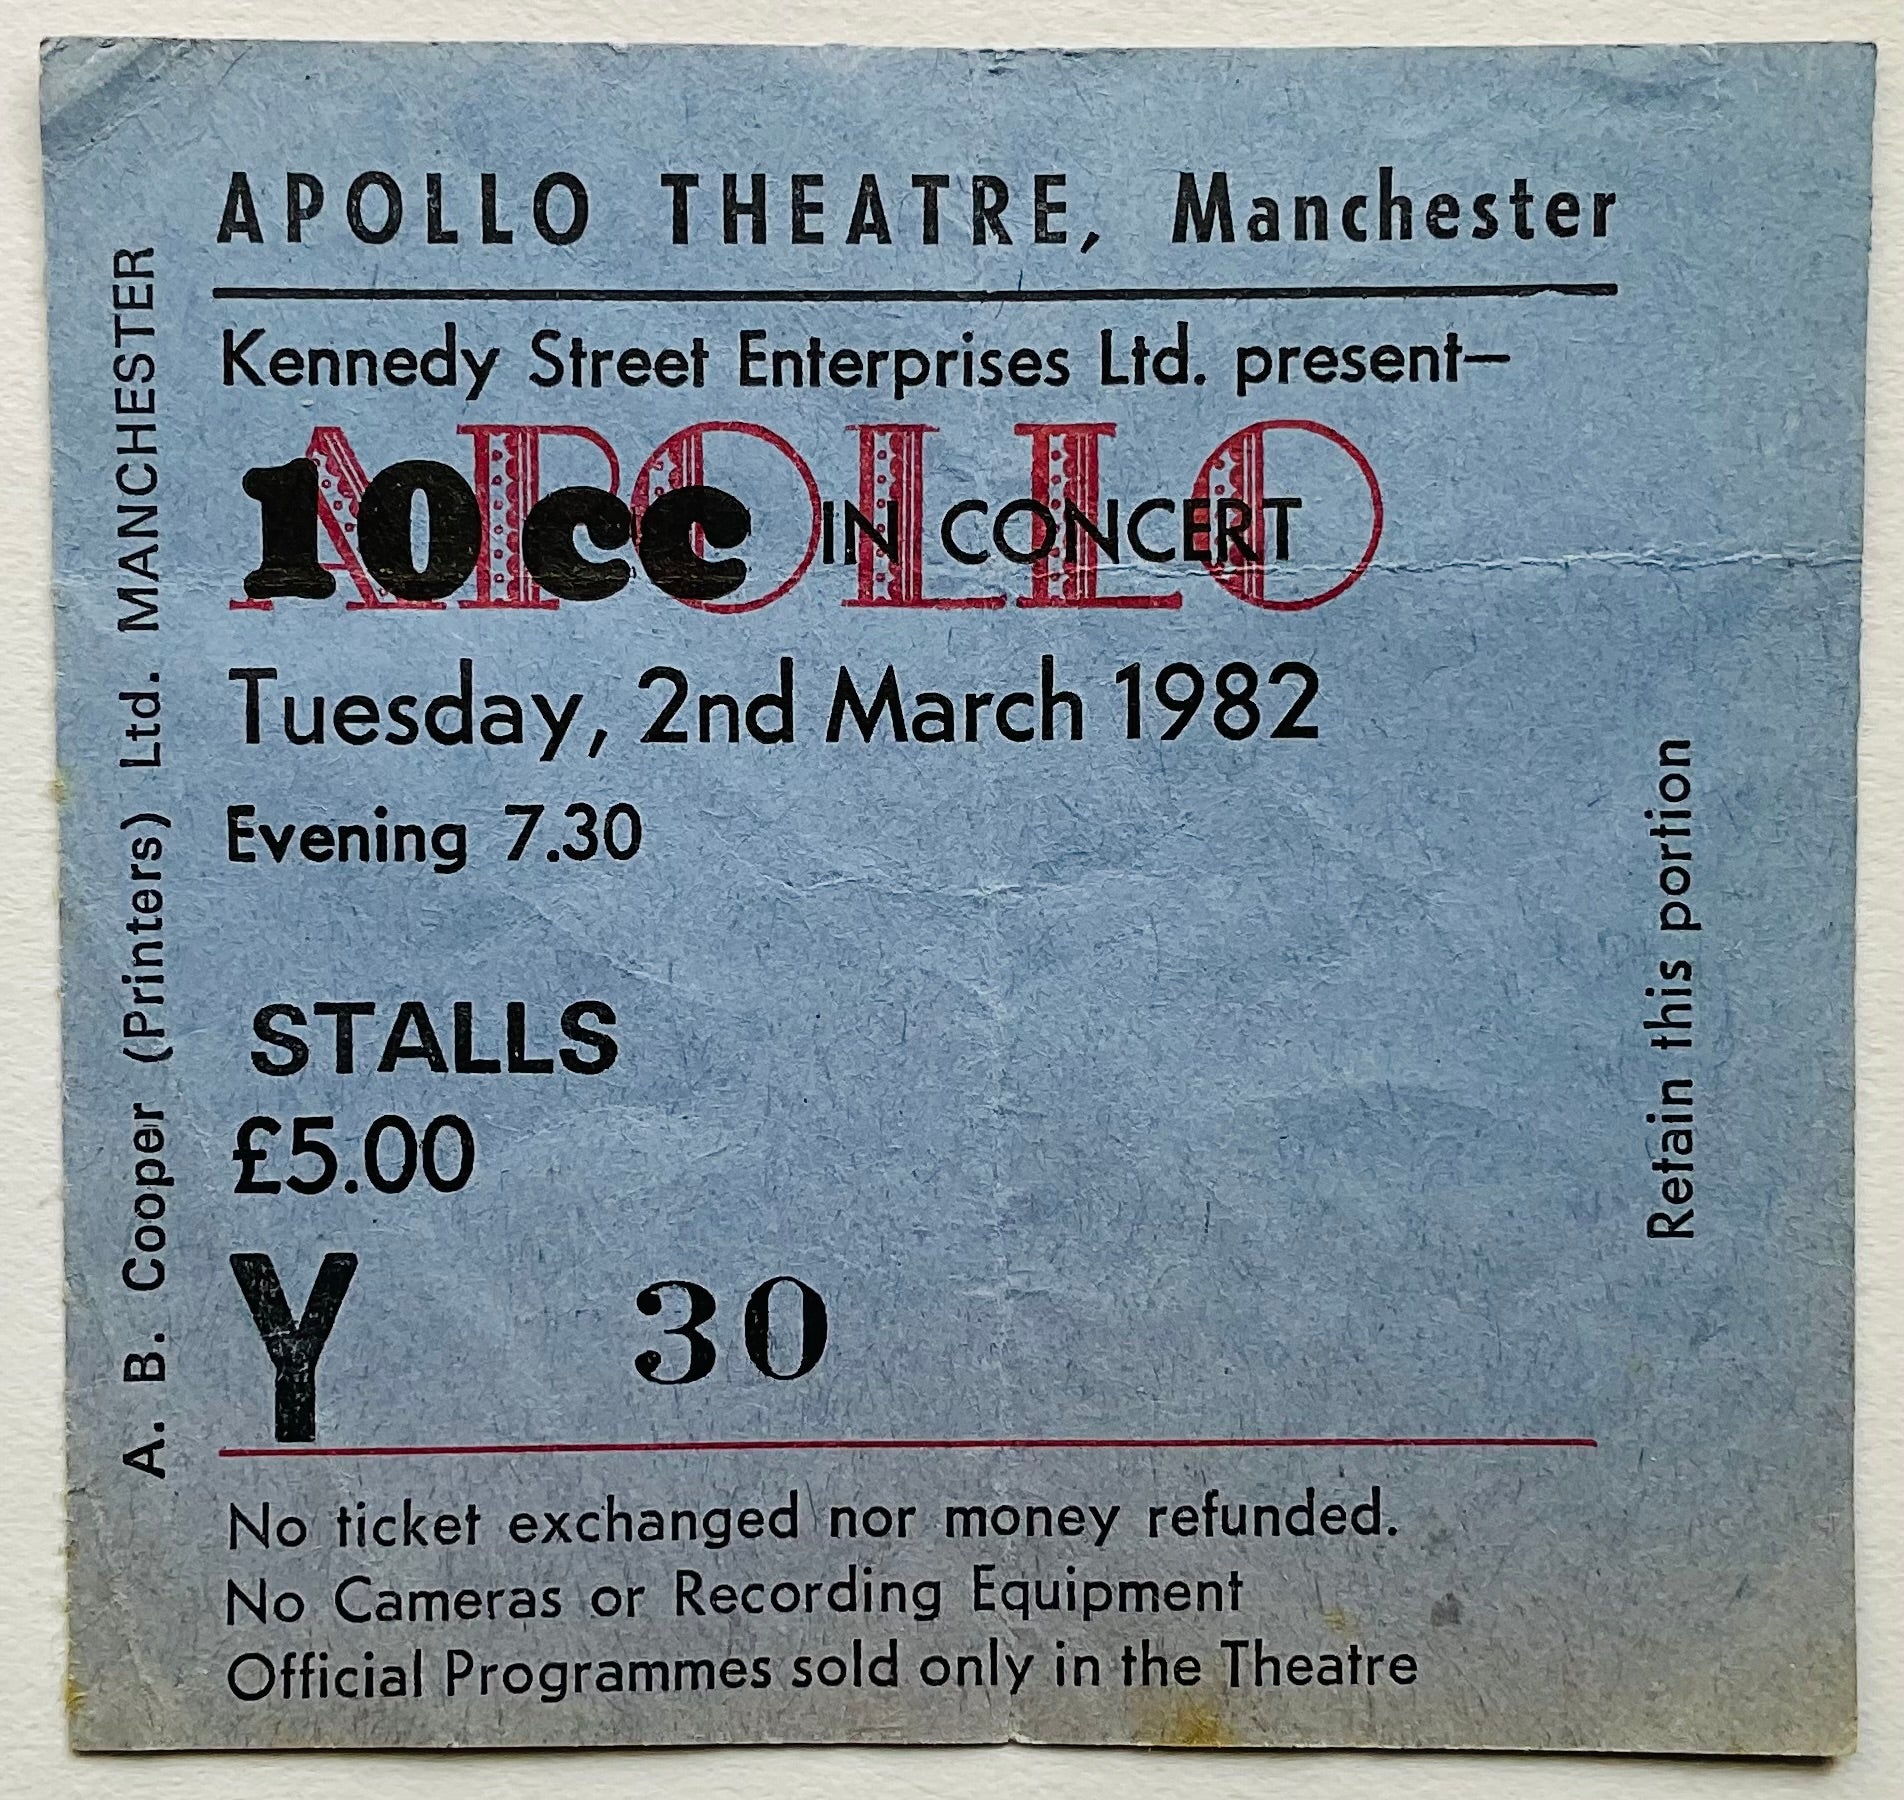 APOLLO THEATRE, Manchester
Kennedy Street Enterprises Ltd. present—
APOLLO
10cc IN CONCERT
Tuesday, 2nd March 1982
Evening 7.30
STALLS
£5.00
Y 30
No ticket exchanged nor money refunded.
No Cameras or Recording Equipment
Official Programmes sold only in the Theatre
A. B. Cooper (Printers) Ltd. MANCHESTER
Retain this portion